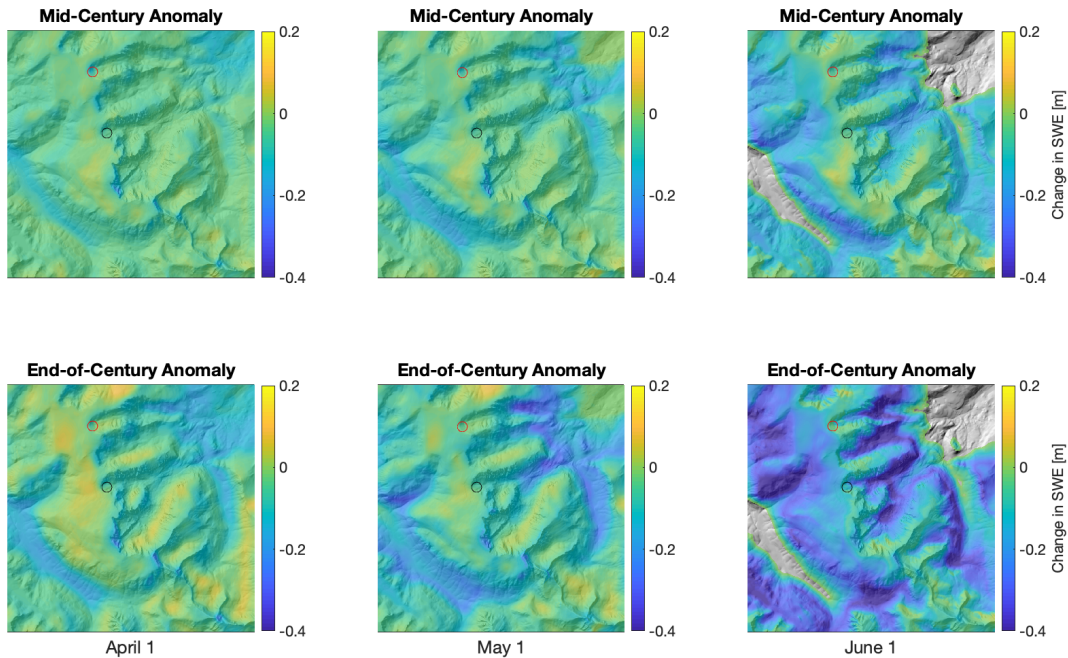 Mid-Century Anomaly
0.2
0
-0.2
-0.4
Mid-Century Anomaly
0.2
0
-0.2
-0.4
Mid-Century Anomaly
0.2
0
-0.2
-0.4
Change in SWE [m]
End-of-Century Anomaly
0.2
0
-0.2
-0.4
April 1
End-of-Century Anomaly
0.2
0
-0.2
-0.4
May 1
End-of-Century Anomaly
0.2
0
-0.2
-0.4
Change in SWE [m]
June 1